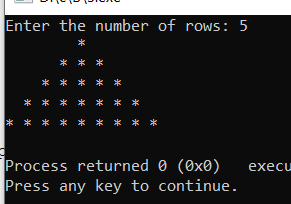 Enter the number of rows: 5
        *
      * * *
    * * * * *
  * * * * * * *
* * * * * * * * *
Process returned 0 (0x0)   execu
Press any key to continue.